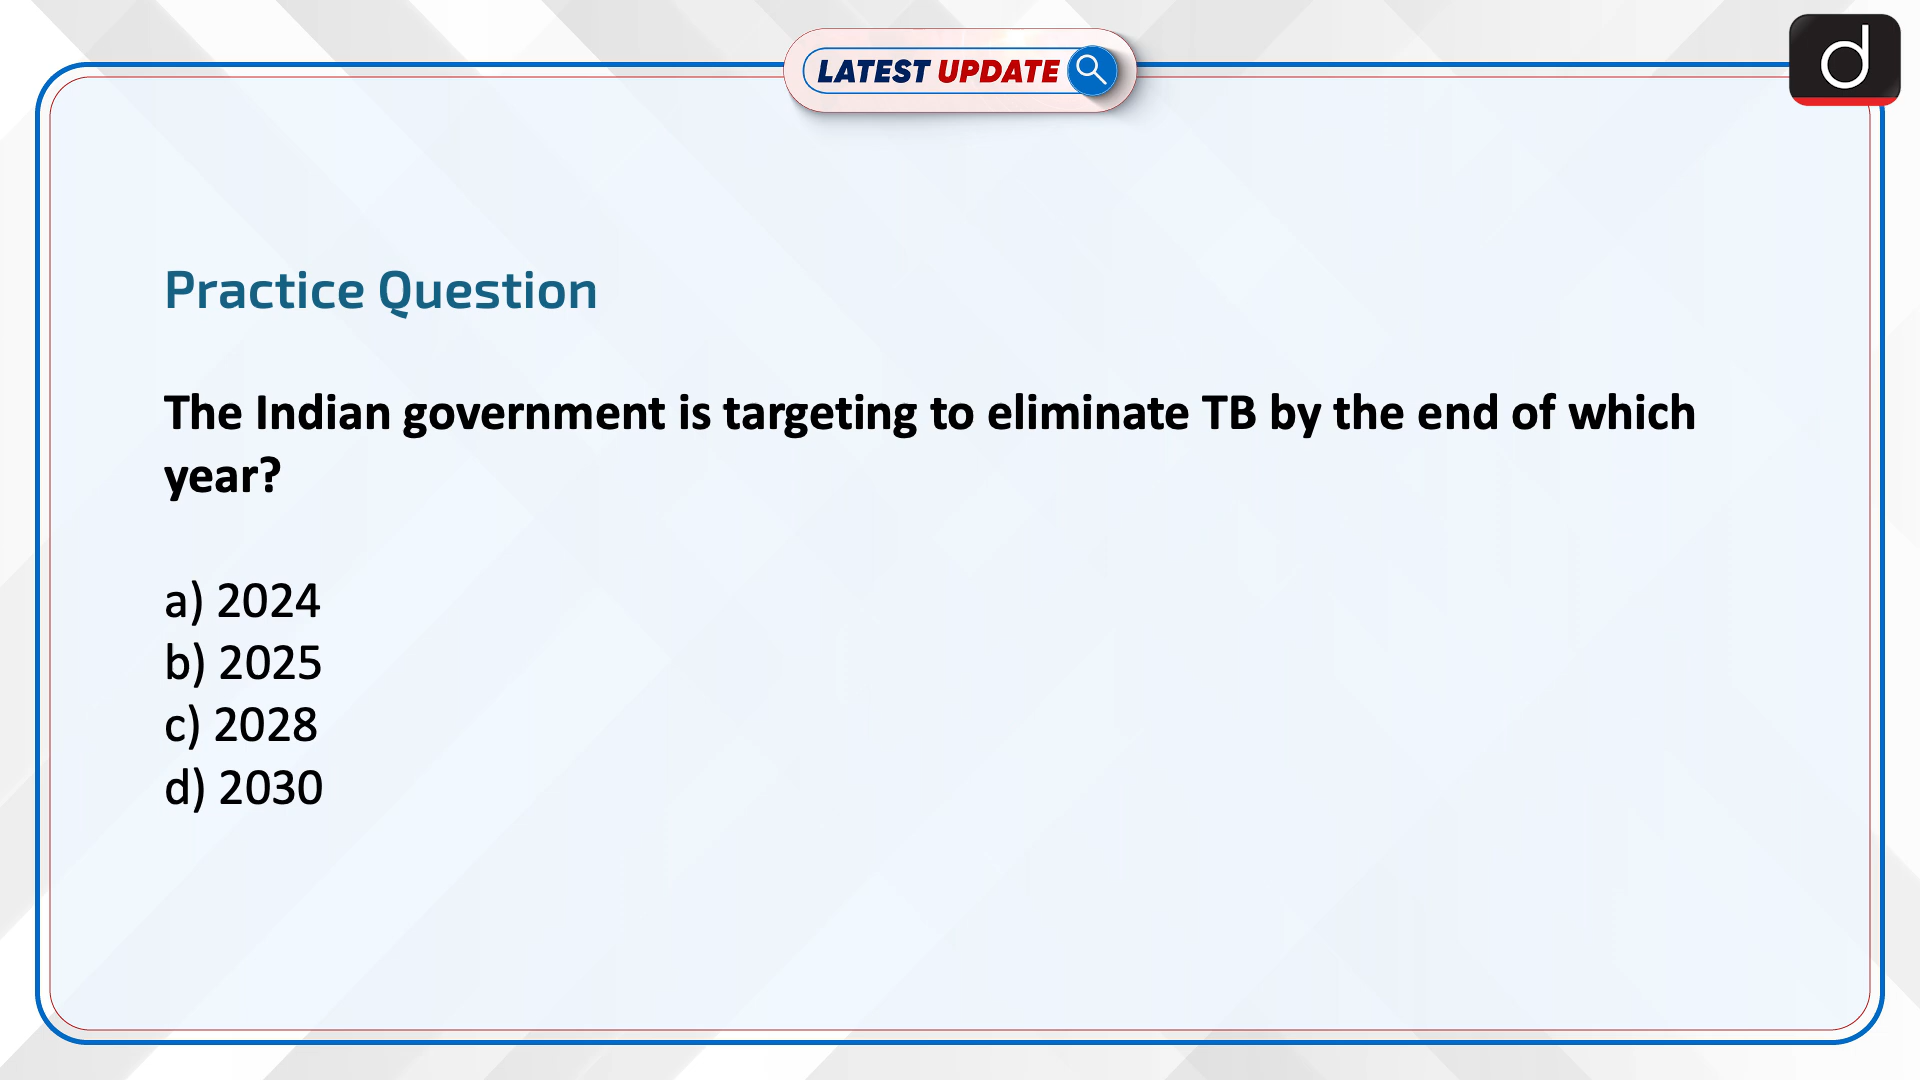 LATEST UPDATE
d
Practice Question
The Indian government is targeting to eliminate TB by the end of which
year?
a) 2024
b) 2025
c) 2028
d) 2030